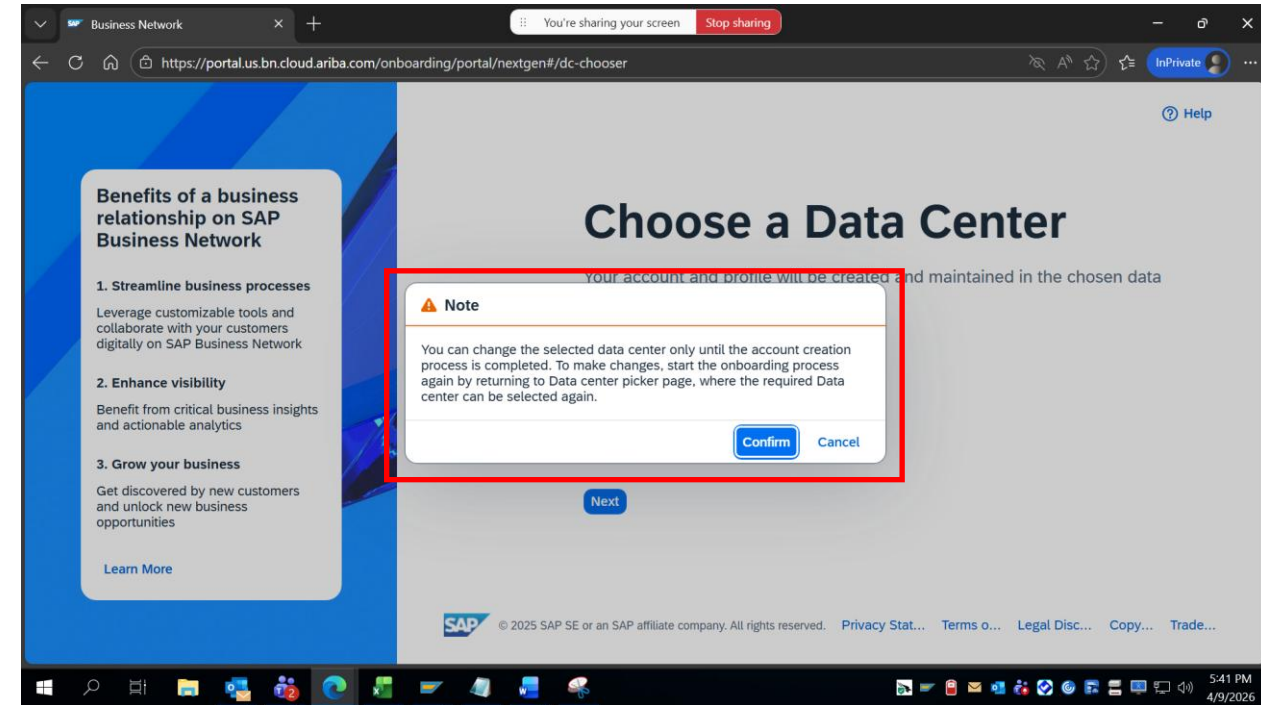 Business Network
You're sharing your screen
Stop sharing
https://portal.us.bn.cloud.ariba.com/onboarding/portal/nextgen#/dc-chooser
InPrivate
Help
Benefits of a business
relationship on SAP
Business Network
1. Streamline business processes
Leverage customizable tools and
collaborate with your customers
digitally on SAP Business Network
2. Enhance visibility
Benefit from critical business insights
and actionable analytics
3. Grow your business
Get discovered by new customers
and unlock new business
opportunities
Learn More
Choose a Data Center
Your account and profile will be created and maintained in the chosen data
Note
You can change the selected data center only until the account creation
process is completed. To make changes, start the onboarding process
again by returning to Data center picker page, where the required Data
center can be selected again.
Confirm
Cancel
Next
SAP © 2025 SAP SE or an SAP affiliate company. All rights reserved. Privacy Stat... Terms o... Legal Disc... Copy... Trade...
5:41 PM
4/9/2026